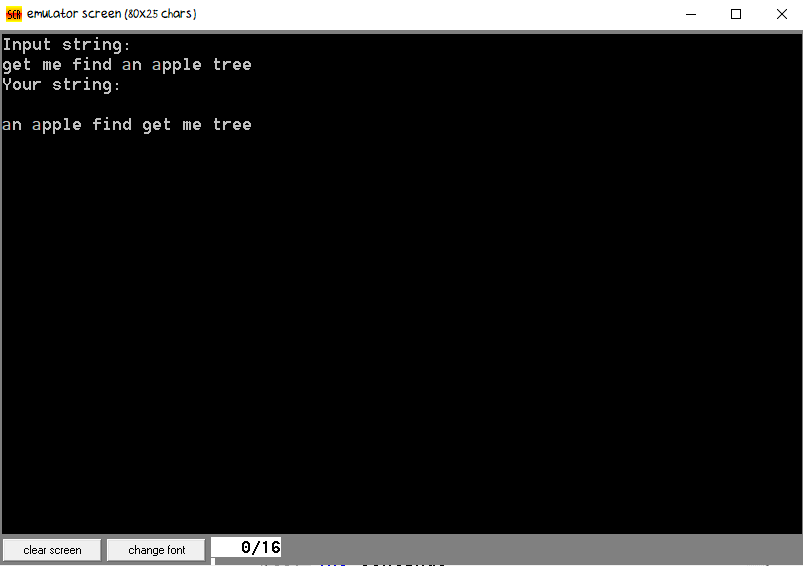 emulator screen (80x25 chars)
Input string:
get me find an apple tree
Your string:
an apple find get me tree
clear screen
change font
0/16